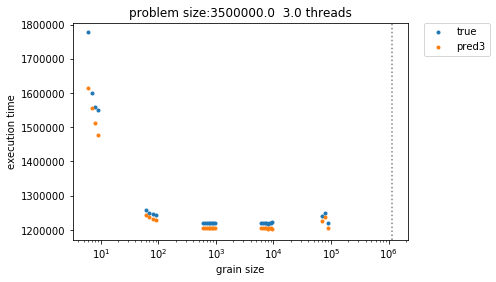 problem size:3500000.0  3.0 threads
true
pred3
execution time
1800000
1700000
1600000
1500000
1400000
1300000
1200000
10¹ 10² 10³ 10⁴ 10⁵ 10⁶
grain size